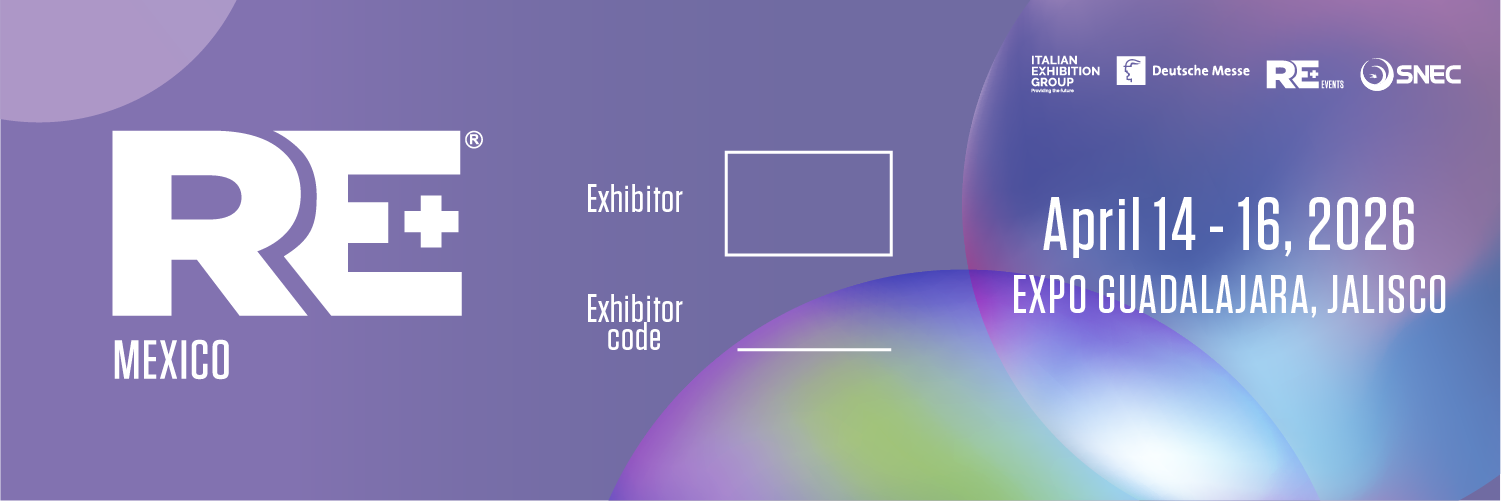 RE+®
MEXICO
Exhibitor
Exhibitor
code
ITALIAN
EXHIBITION
GROUP
Providing the future
Deutsche Messe
RE+ EVENTS
SNEC
April 14 - 16, 2026
EXPO GUADALAJARA, JALISCO